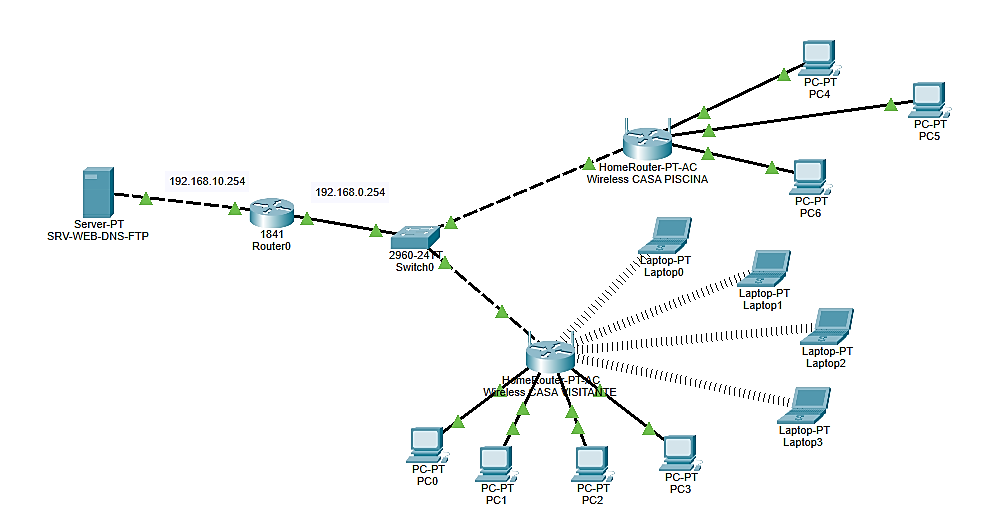 PC-PT
PC4
PC-PT
PC5
HomeRouter-PT-AC
Wireless CASA PISCINA
PC-PT
PC6
192.168.10.254
192.168.0.254
Server-PT
SRV-WEB-DNS-FTP
1841
Router0
2960-24TT
Switch0
Laptop-PT
Laptop0
Laptop-PT
Laptop1
Laptop-PT
Laptop2
HomeRouter-PT-AC
Wireless CASA VISITANTE
Laptop-PT
Laptop3
PC-PT
PC0
PC-PT
PC1
PC-PT
PC2
PC-PT
PC3